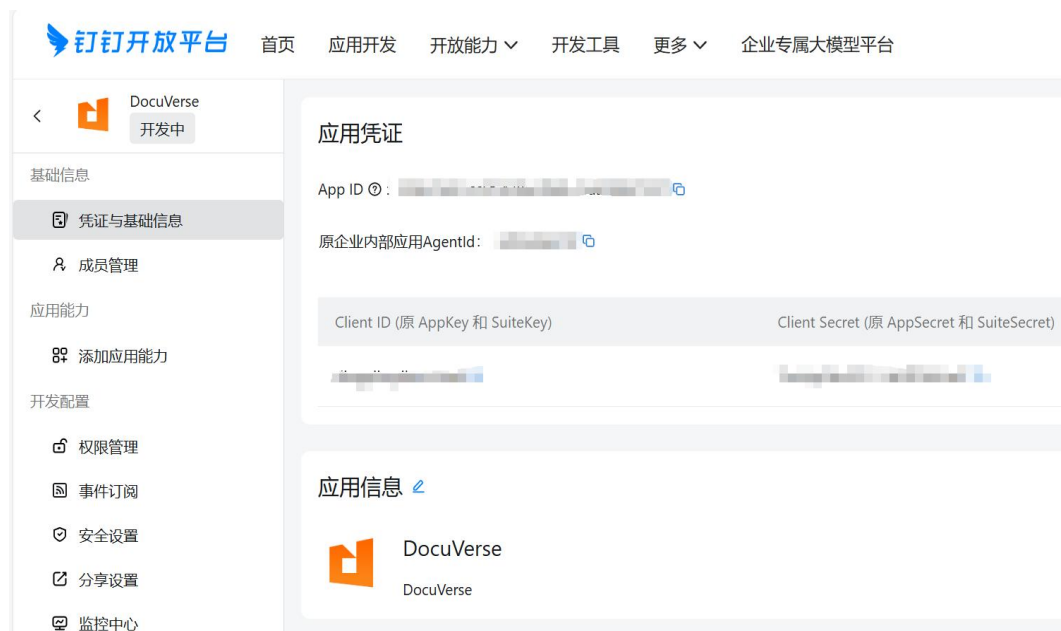 钉钉开放平台 首页 应用开发 开放能力 开发工具 更多 企业专属大模型平台
DocuVerse
开发中
基础信息
凭证与基础信息
成员管理
应用能力
添加应用能力
开发配置
权限管理
事件订阅
安全设置
分享设置
监控中心
应用凭证
App ID ? :
原企业内部应用AgentId:
Client ID (原 AppKey 和 SuiteKey) Client Secret (原 AppSecret 和 SuiteSecret)
应用信息
DocuVerse
DocuVerse